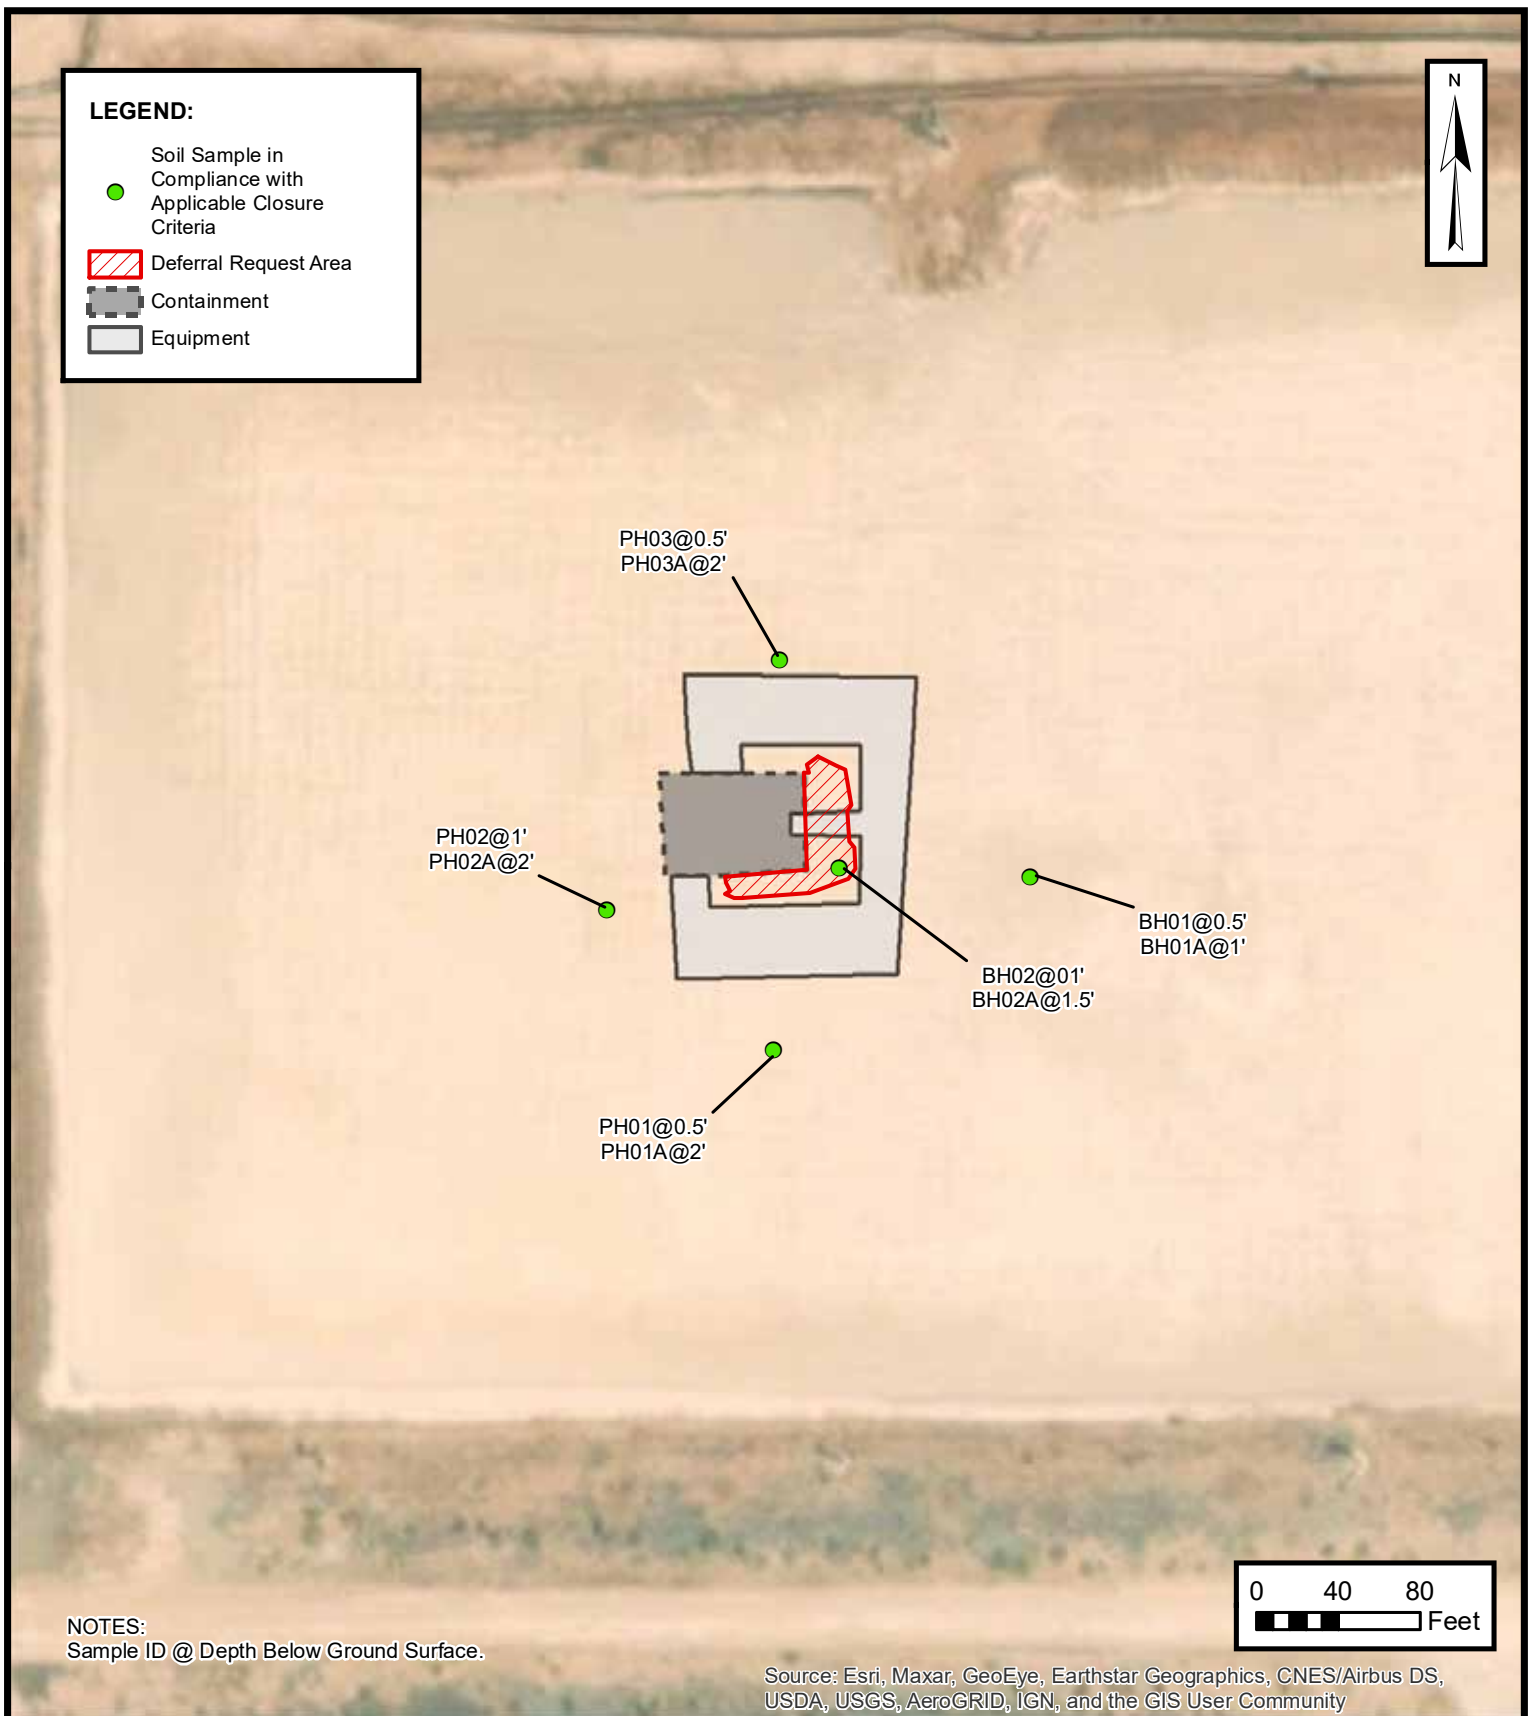 LEGEND:
Soil Sample in
Compliance with
Applicable Closure
Criteria
Deferral Request Area
Containment
Equipment
N
PH03@0.5'
PH03A@2'
PH02@1'
PH02A@2'
BH01@0.5'
BH01A@1'
BH02@01'
BH02A@1.5'
PH01@0.5'
PH01A@2'
0 40 80
Feet
NOTES:
Sample ID @ Depth Below Ground Surface.
Source: Esri, Maxar, GeoEye, Earthstar Geographics, CNES/Airbus DS,
USDA, USGS, AeroGRID, IGN, and the GIS User Community